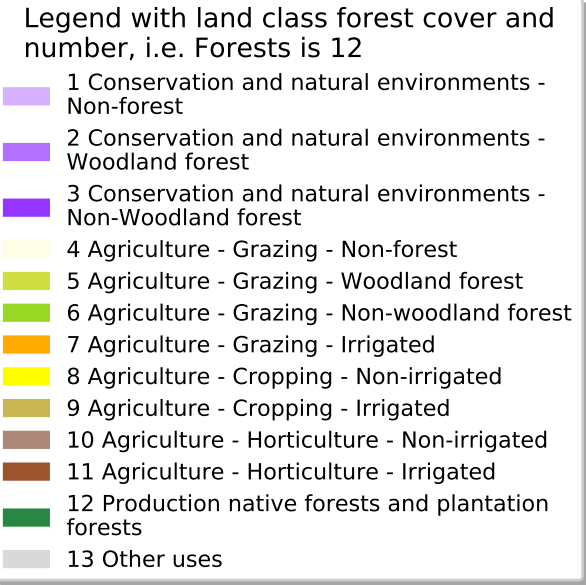 Legend with land class forest cover and
number, i.e. Forests is 12
1 Conservation and natural environments -
Non-forest
2 Conservation and natural environments -
Woodland forest
3 Conservation and natural environments -
Non-Woodland forest
4 Agriculture - Grazing - Non-forest
5 Agriculture - Grazing - Woodland forest
6 Agriculture - Grazing - Non-woodland forest
7 Agriculture - Grazing - Irrigated
8 Agriculture - Cropping - Non-irrigated
9 Agriculture - Cropping - Irrigated
10 Agriculture - Horticulture - Non-irrigated
11 Agriculture - Horticulture - Irrigated
12 Production native forests and plantation
forests
13 Other uses